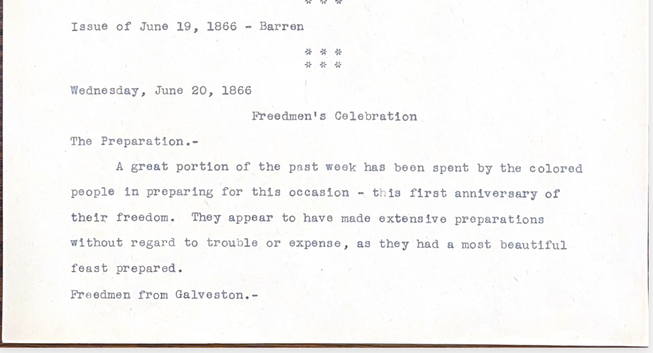 * * *
Issue of June 19, 1866 - Barren
* * *
* * *
Wednesday, June 20, 1866
Freedmen's Celebration
The Preparation.-
A great portion of the past week has been spent by the colored
people in preparing for this occasion - this first anniversary of
their freedom. They appear to have made extensive preparations
without regard to trouble or expense, as they had a most beautiful
feast prepared.
Freedmen from Galveston.-